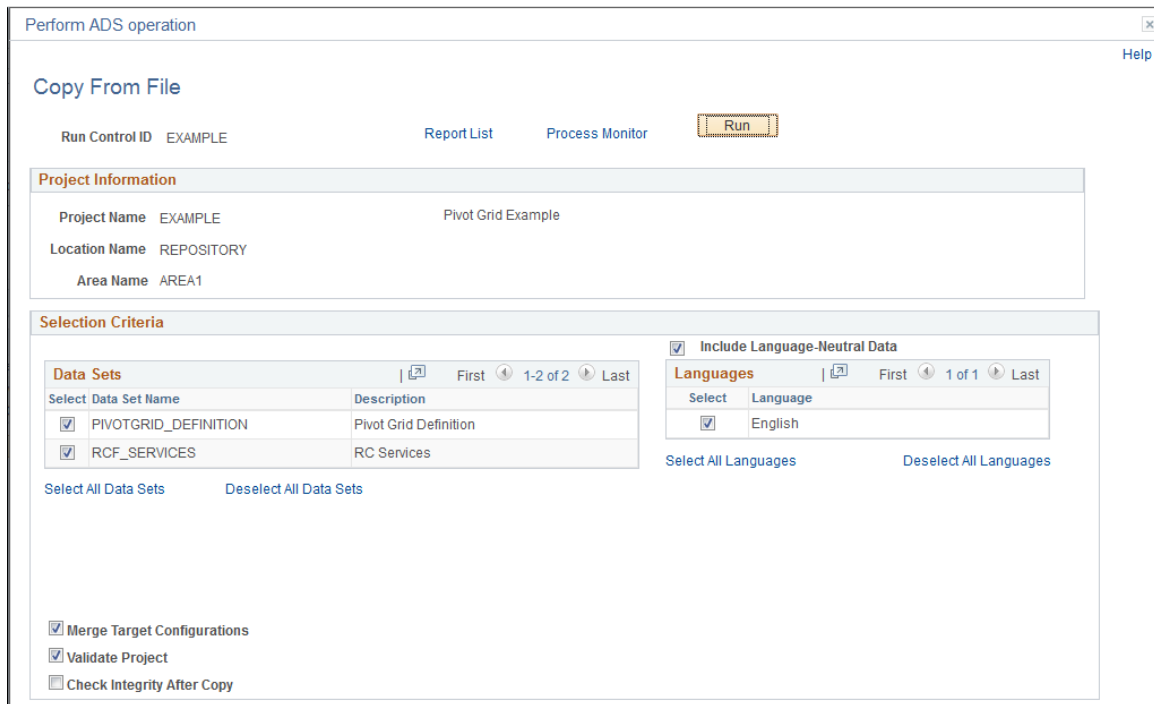 Perform ADS operation
Help
Copy From File
Run Control ID EXAMPLE Report List Process Monitor Run
Project Information
Project Name EXAMPLE Pivot Grid Example
Location Name REPOSITORY
Area Name AREA1
Selection Criteria
Include Language-Neutral Data
Data Sets | First 1-2 of 2 Last
Select Data Set Name Description
PIVOTGRID_DEFINITION Pivot Grid Definition
RCF_SERVICES RC Services
Select All Data Sets Deselect All Data Sets
Languages | First 1 of 1 Last
Select Language
English
Select All Languages Deselect All Languages
Merge Target Configurations
Validate Project
Check Integrity After Copy